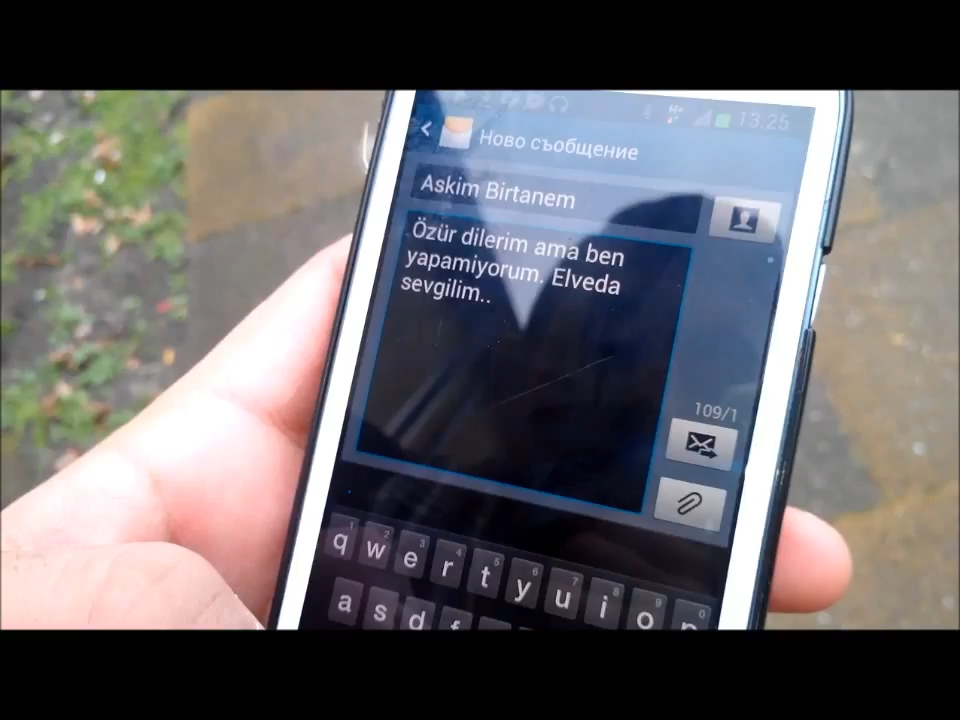 13:25
Ново съобщение
Askim Birtanem
Özür dilerim ama ben
yapamiyorum. Elveda
sevgilim..
109/1
q w e r t y u i o p
a s d f